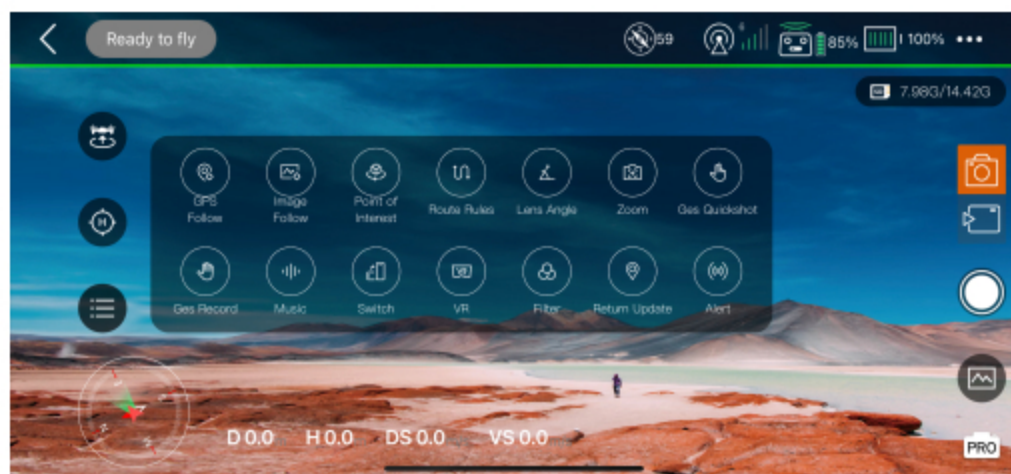 Ready to fly
59
6
85%
100%
7.98G/14.42G
GPS
Follow
Image
Follow
Point of
Interest
Route Rules
Lens Angle
Zoom
Ges Quickshot
Ges Record
Music
Switch
VR
Filter
Return Update
Alert
D 0.0 H 0.0 DS 0.0 VS 0.0
PRO